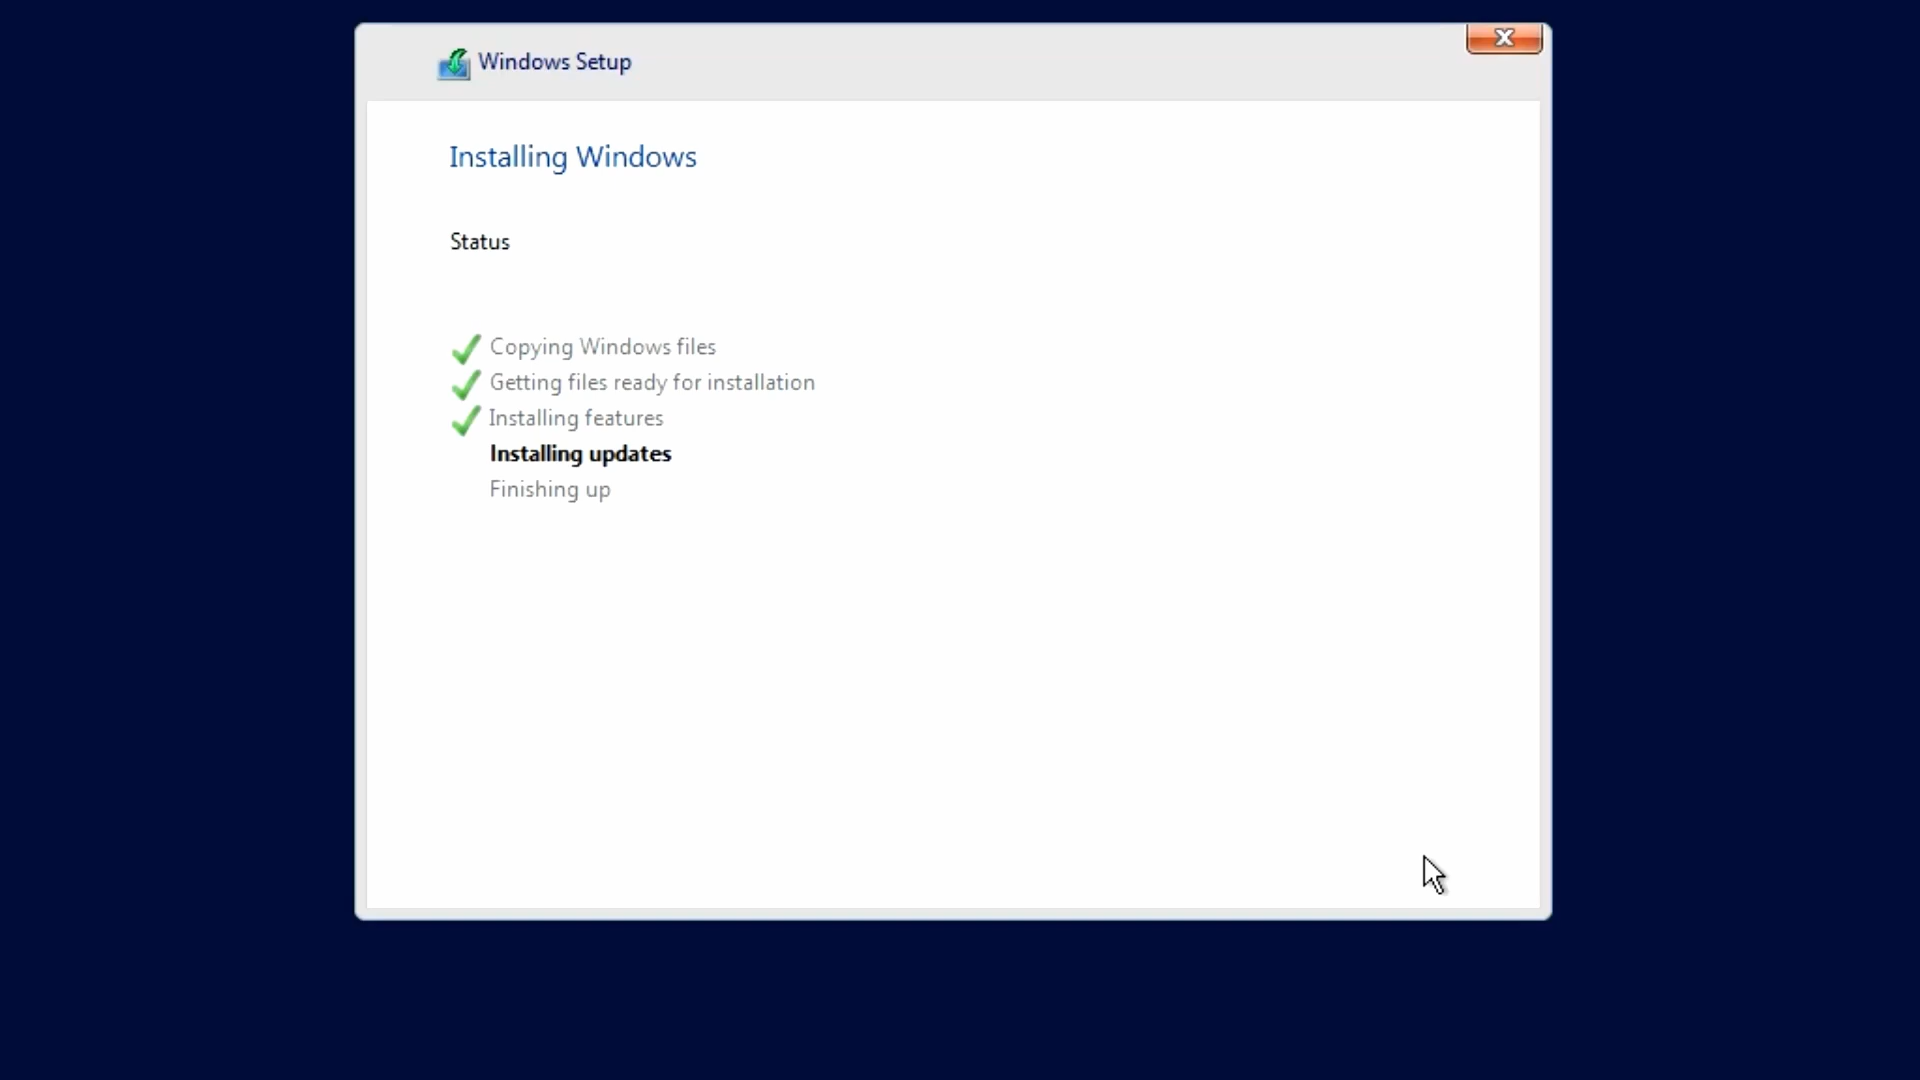 Windows Setup
Installing Windows
Status
Copying Windows files
Getting files ready for installation
Installing features
Installing updates
Finishing up